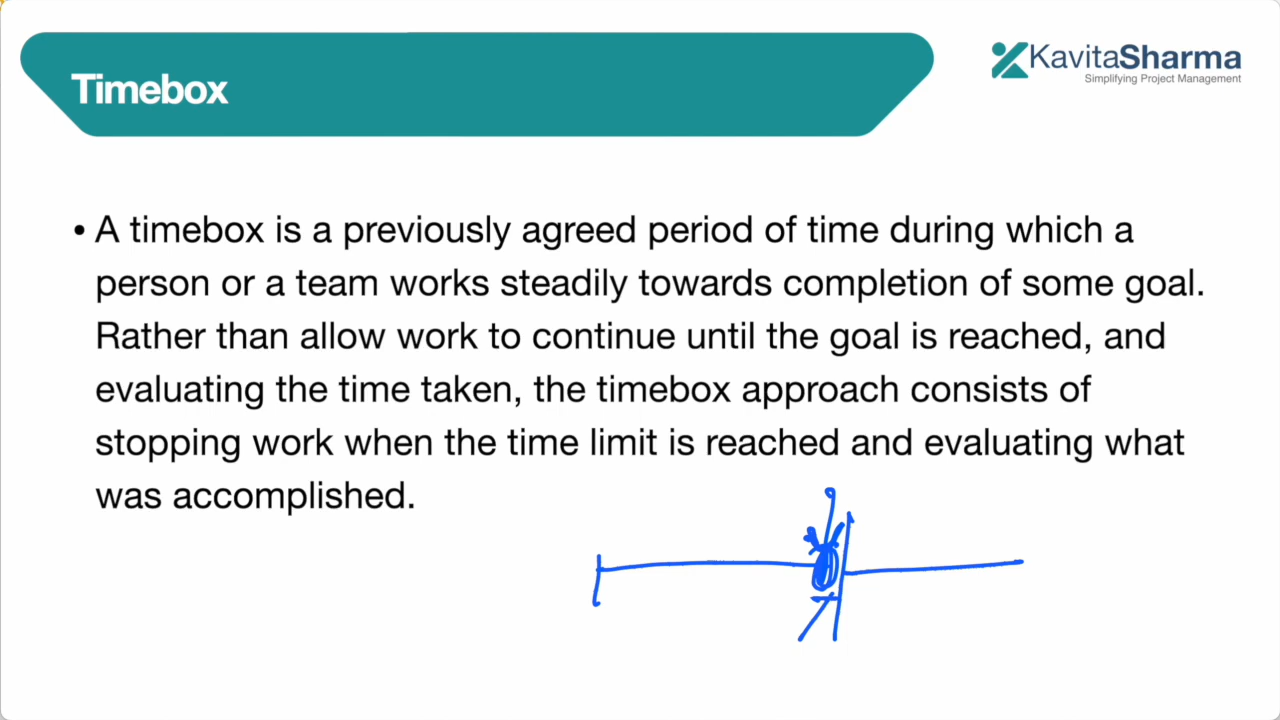 Timebox
KavitaSharma
Simplifying Project Management
• A timebox is a previously agreed period of time during which a
person or a team works steadily towards completion of some goal.
Rather than allow work to continue until the goal is reached, and
evaluating the time taken, the timebox approach consists of
stopping work when the time limit is reached and evaluating what
was accomplished.